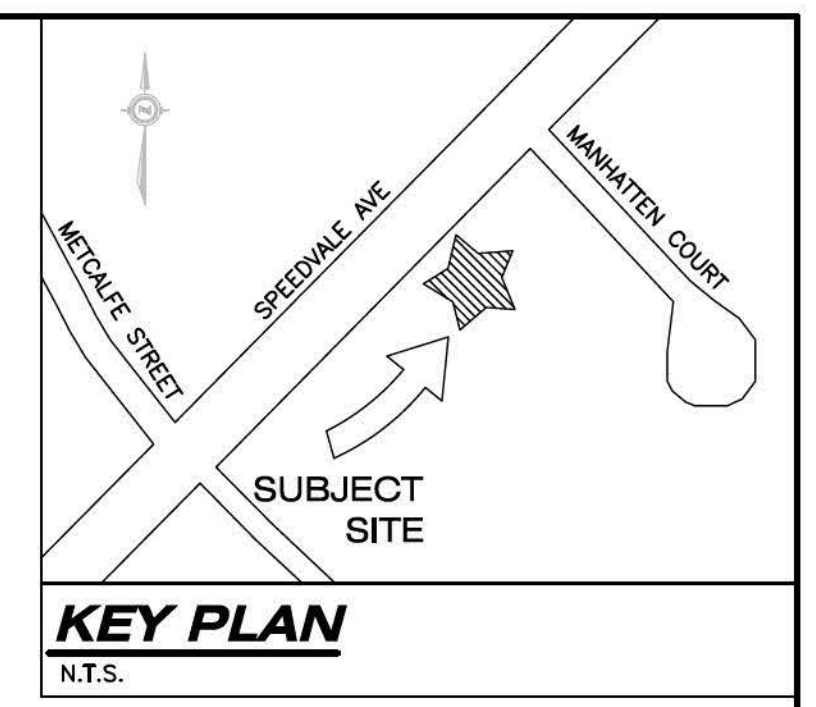 N
METCALFE STREET
SPEEDVALE AVE
MANHATTEN COURT
SUBJECT
SITE
KEY PLAN
N.T.S.